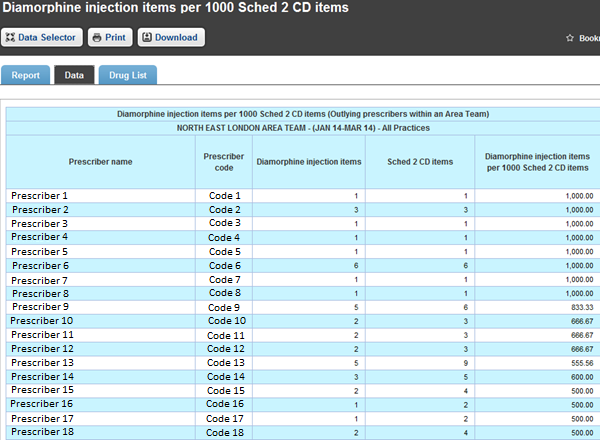 Diamorphine injection items per 1000 Sched 2 CD items
Data Selector Print Download
Report Data Drug List
Diamorphine injection items per 1000 Sched 2 CD items (Outlying prescribers within an Area Team)
NORTH EAST LONDON AREA TEAM - (JAN 14-MAR 14) - All Practices
Prescriber name Prescriber code Diamorphine injection items Sched 2 CD items Diamorphine injection items per 1000 Sched 2 CD items
Prescriber 1 Code 1 1 1 1,000.00
Prescriber 2 Code 2 3 3 1,000.00
Prescriber 3 Code 3 1 1 1,000.00
Prescriber 4 Code 4 1 1 1,000.00
Prescriber 5 Code 5 1 1 1,000.00
Prescriber 6 Code 6 6 6 1,000.00
Prescriber 7 Code 7 1 1 1,000.00
Prescriber 8 Code 8 1 1 1,000.00
Prescriber 9 Code 9 5 6 833.33
Prescriber 10 Code 10 2 3 666.67
Prescriber 11 Code 11 2 3 666.67
Prescriber 12 Code 12 2 3 666.67
Prescriber 13 Code 13 5 9 555.56
Prescriber 14 Code 14 3 5 600.00
Prescriber 15 Code 15 2 4 500.00
Prescriber 16 Code 16 1 2 500.00
Prescriber 17 Code 17 1 2 500.00
Prescriber 18 Code 18 2 4 500.00